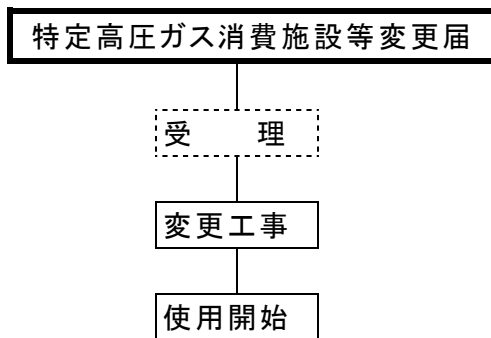 特定高圧ガス消費施設等変更届
受　　理
変更工事
使用開始